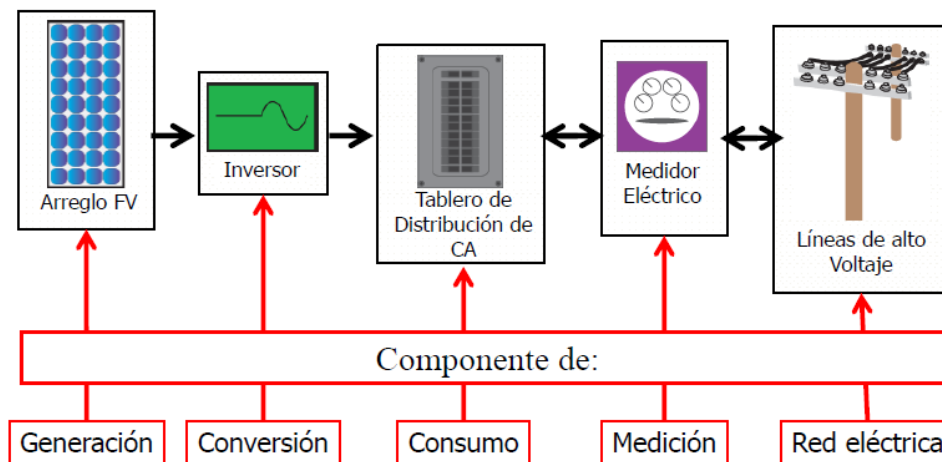 Arreglo FV
Inversor
Tablero de
Distribución de
CA
Medidor
Eléctrico
Líneas de alto
Voltaje
Componente de:
Generación
Conversión
Consumo
Medición
Red eléctrica